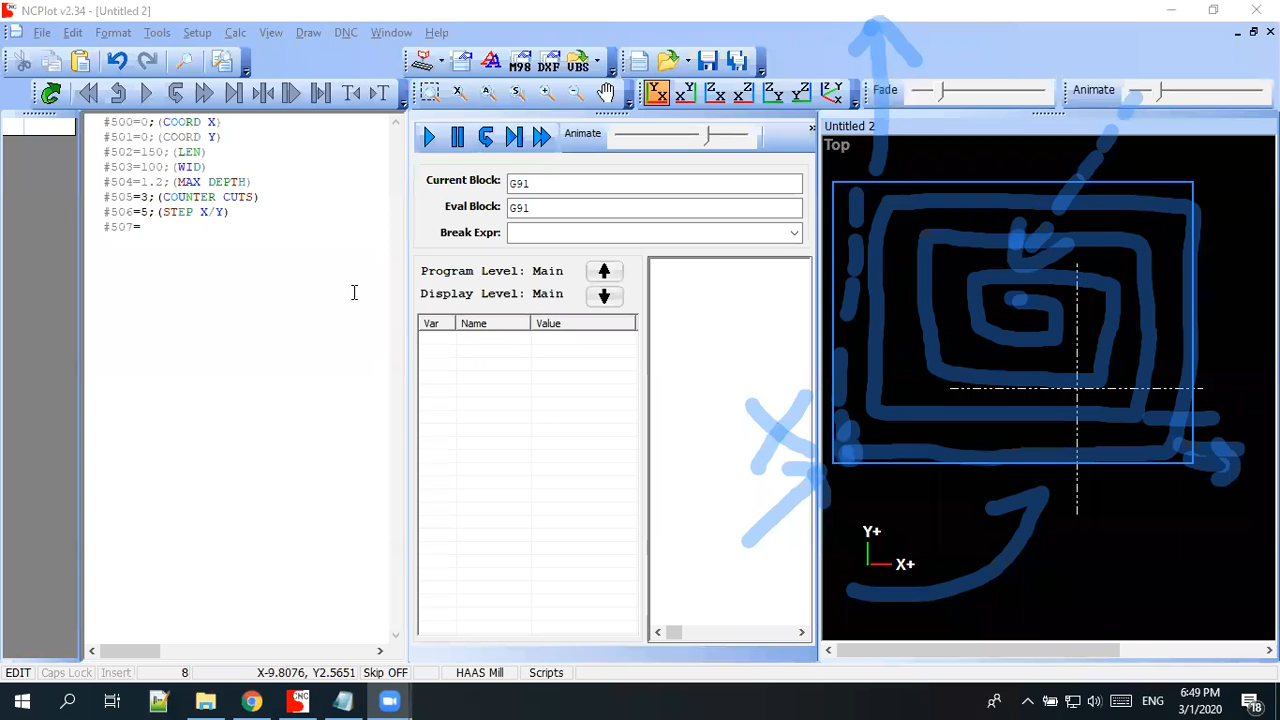 NCPlot v2.34 - [Untitled 2]
File Edit Format Tools Setup Calc View Draw DNC Window Help
M98 DXF VBS
Fade Animate
#500=0;(COORD X)
#501=0;(COORD Y)
#502=150;(LEN)
#503=100;(WID)
#504=1.2;(MAX DEPTH)
#505=3;(COUNTER CUTS)
#506=5;(STEP X/Y)
#507=
Animate
Current Block: G91
Eval Block: G91
Break Expr:
Program Level: Main
Display Level: Main
Var Name Value
Untitled 2
Top
Y+
X+
EDIT Caps Lock Insert 8 X-9.8076, Y2.5651 Skip OFF HAAS Mill Scripts
ENG
6:49 PM
3/1/2020
18